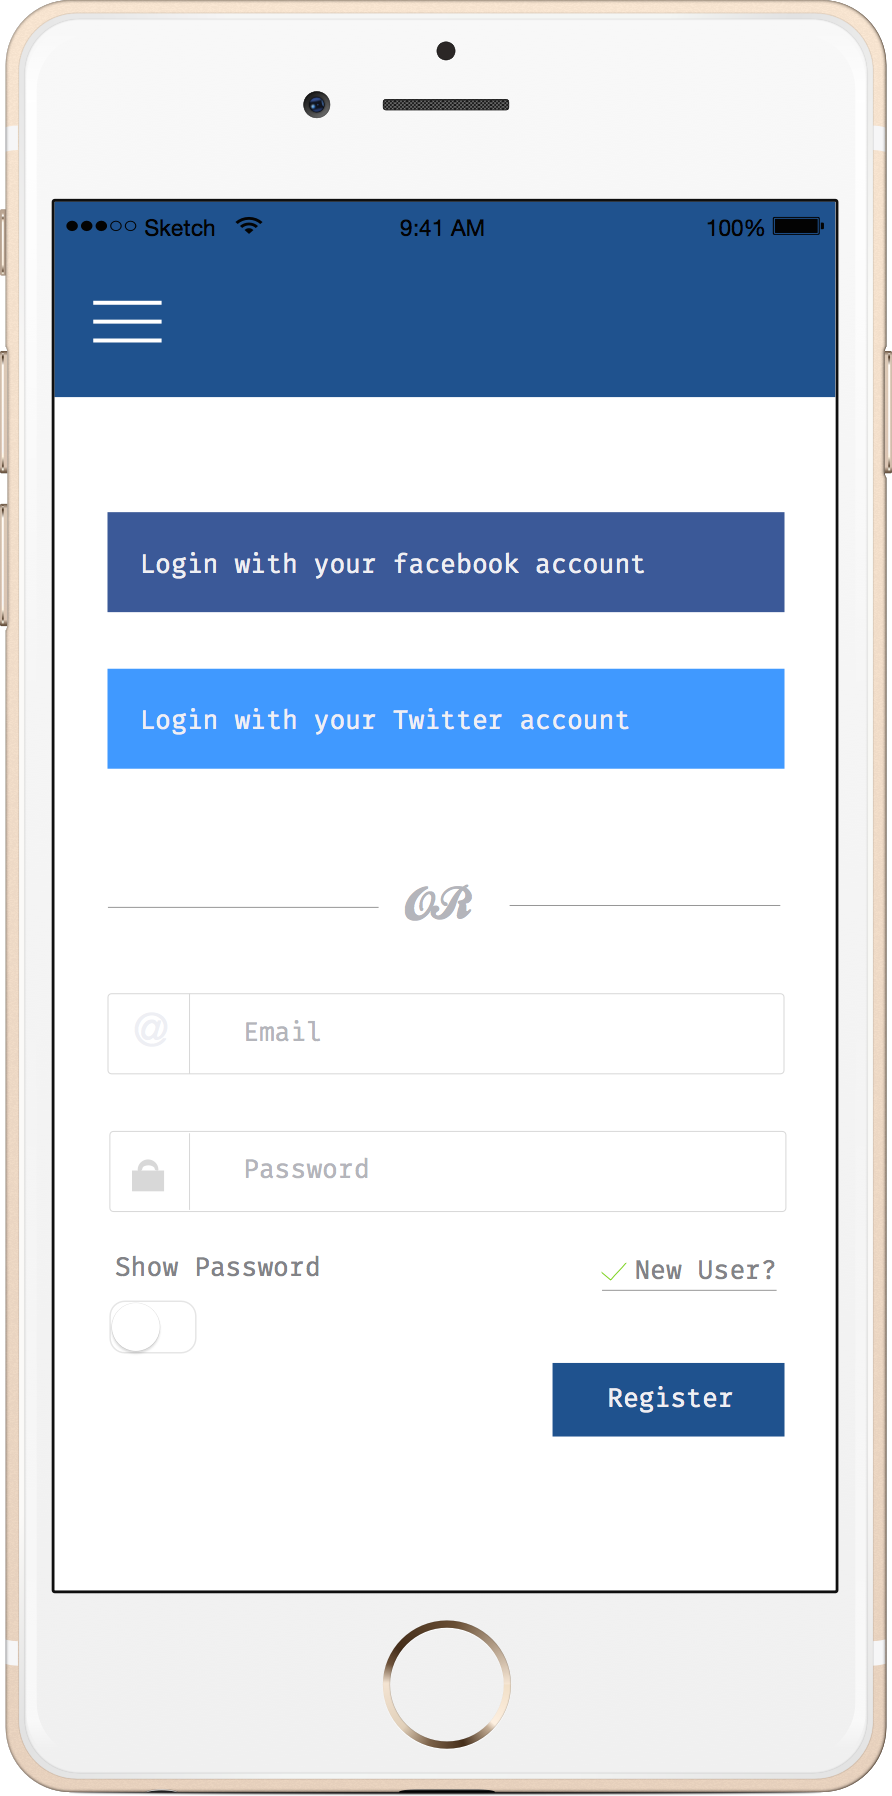 Sketch 9:41 AM 100%
Login with your facebook account
Login with your Twitter account
OR
@ Email
Password
Show Password
New User?
Register